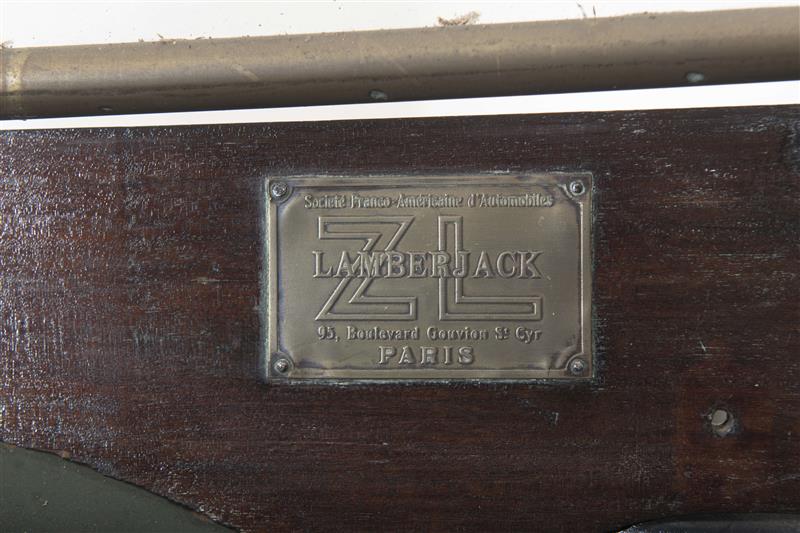 Société Franco-Américaine d'Automobiles
ZL
LAMBERJACK
95, Boulevard Gouvion St Cyr
PARIS